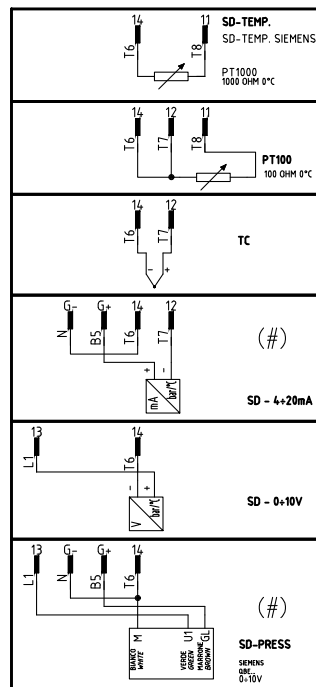 14 11 SD-TEMP.
SD-TEMP. SIEMENS
T6 T8
PT1000
1000 OHM 0°C
14 12 11
T6 T7 T8
PT100
100 OHM 0°C
14 12
T6 T7
TC
- +
G- G+ 14 12
N B5 T6 T7
(#)
+ -
mA bar/°C
SD - 4÷20mA
13 14
L1 T6
- +
V bar/°C
SD - 0÷10V
13 G- G+ 14
L1 N B5 T6
(#)
M U1 GL
BIANCO WHITE
VERDE GREEN
MARRONE BROWN
SD-PRESS
SIEMENS
QBE..
0÷10V